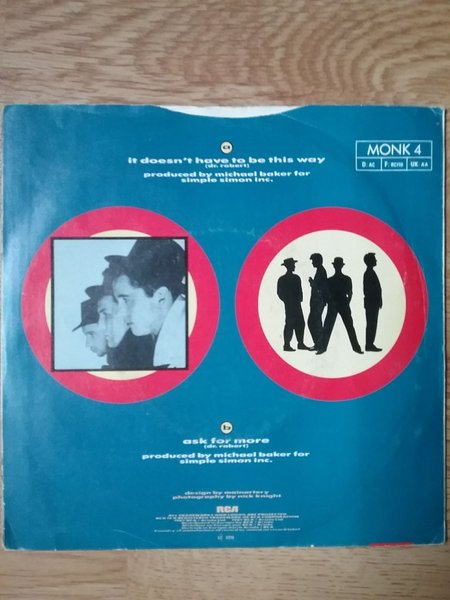 a
it doesn't have to be this way
(dr. robert)
produced by michael baker for
simple simon inc.
MONK 4
D: AC F: RC110 UK AA
b
ask for more
(dr. robert)
produced by michael baker for
simple simon inc.
design by mainartery
photography by nick knight
RCA